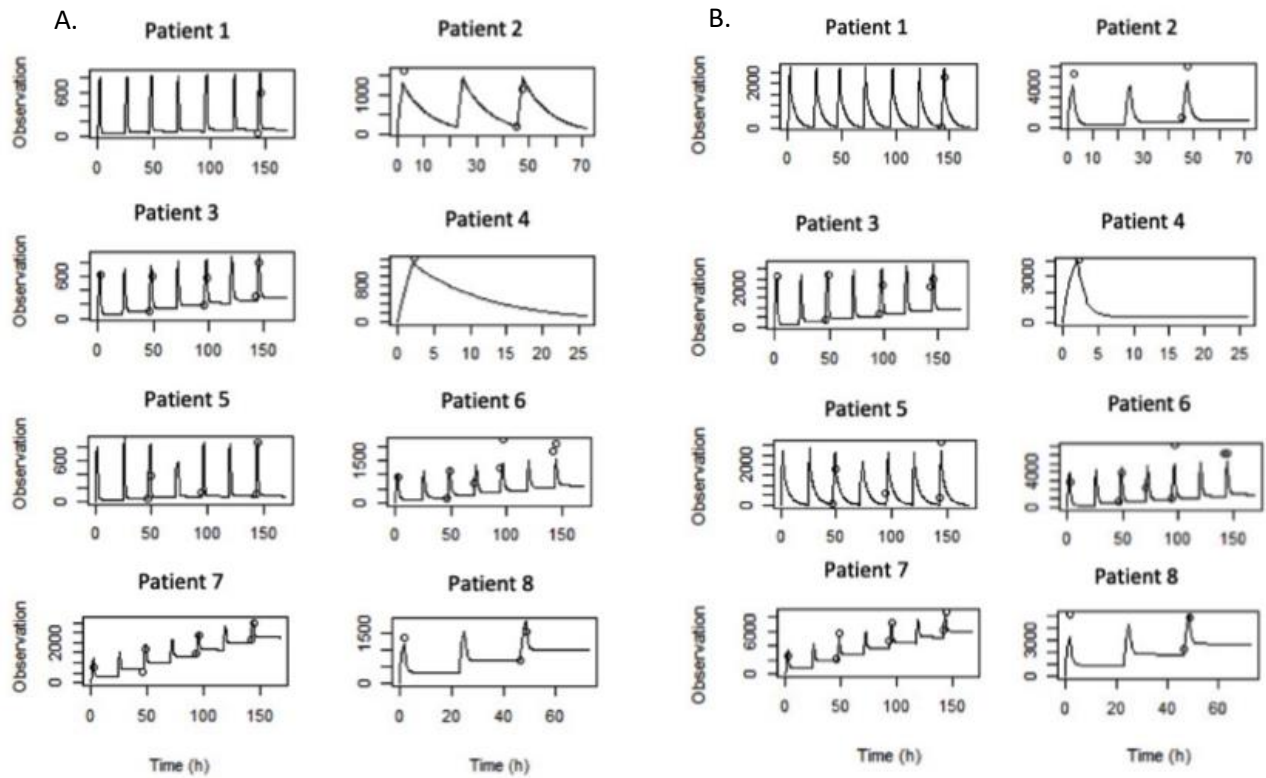 A.
Patient 1
Patient 2
Observation
600
0
0 50 100 150
1000
0
0 10 30 50 70
Patient 3
Patient 4
Observation
600
0
0 50 100 150
800
0
0 5 10 15 20 25
Patient 5
Patient 6
Observation
600
0
0 50 100 150
1500
0
0 50 100 150
Patient 7
Patient 8
Observation
2000
0
0 50 100 150
1500
0
0 20 40 60
Time (h)
Time (h)
B.
Patient 1
Patient 2
Observation
2000
0
0 50 100 150
4000
0
0 10 30 50 70
Patient 3
Patient 4
Observation
2000
0
0 50 100 150
3000
0
0 5 10 15 20 25
Patient 5
Patient 6
Observation
2000
0
0 50 100 150
4000
0
0 50 100 150
Patient 7
Patient 8
Observation
6000
0
0 50 100 150
3000
0
0 20 40 60
Time (h)
Time (h)